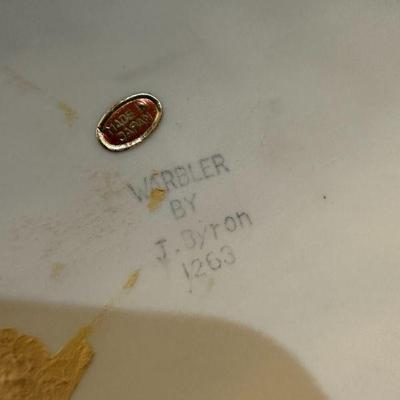 MADE IN
JAPAN
WARBLER
BY
J. Byron
1263